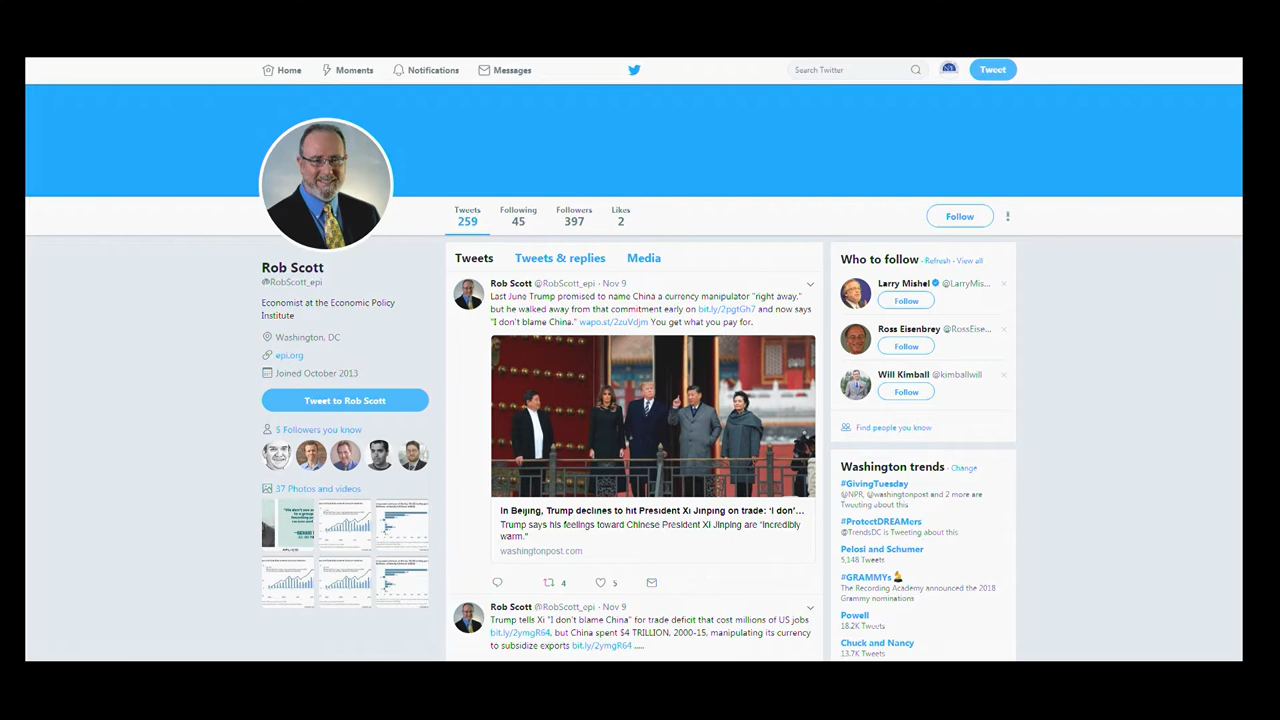 Home
Moments
Notifications
Messages
Search Twitter
Tweet
Tweets
259
Following
45
Followers
397
Likes
2
Follow
Rob Scott
@RobScott_epi
Economist at the Economic Policy
Institute
Washington, DC
epi.org
Joined October 2013
Tweet to Rob Scott
5 Followers you know
37 Photos and videos
Tweets
Tweets & replies
Media
Rob Scott @RobScott_epi · Nov 9
Last June Trump promised to name China a currency manipulator "right away."
but he walked away from that commitment early on bit.ly/2pgtGh7 and now says
"I don't blame China." wapo.st/2zuVdjm You get what you pay for.
In Beijing, Trump declines to hit President Xi Jinping on trade: 'I don'...
Trump says his feelings toward Chinese President Xi Jinping are "incredibly
warm."
washingtonpost.com
4
5
Rob Scott @RobScott_epi · Nov 9
Trump tells Xi "I don't blame China" for trade deficit that cost millions of US jobs
bit.ly/2ymgR64, but China spent $4 TRILLION, 2000-15, manipulating its currency
to subsidize exports bit.ly/2ymgR64 .....
Who to follow · Refresh · View all
Larry Mishel @LarryMis...
Follow
Ross Eisenbrey @RossEise...
Follow
Will Kimball @kimballwill
Follow
Find people you know
Washington trends · Change
#GivingTuesday
@NPR, @washingtonpost and 2 more are
Tweeting about this
#ProtectDREAMers
@TrendsDC is Tweeting about this
Pelosi and Schumer
5,148 Tweets
#GRAMMYs
The Recording Academy announced the 2018
Grammy nominations
Powell
18.2K Tweets
Chuck and Nancy
13.7K Tweets